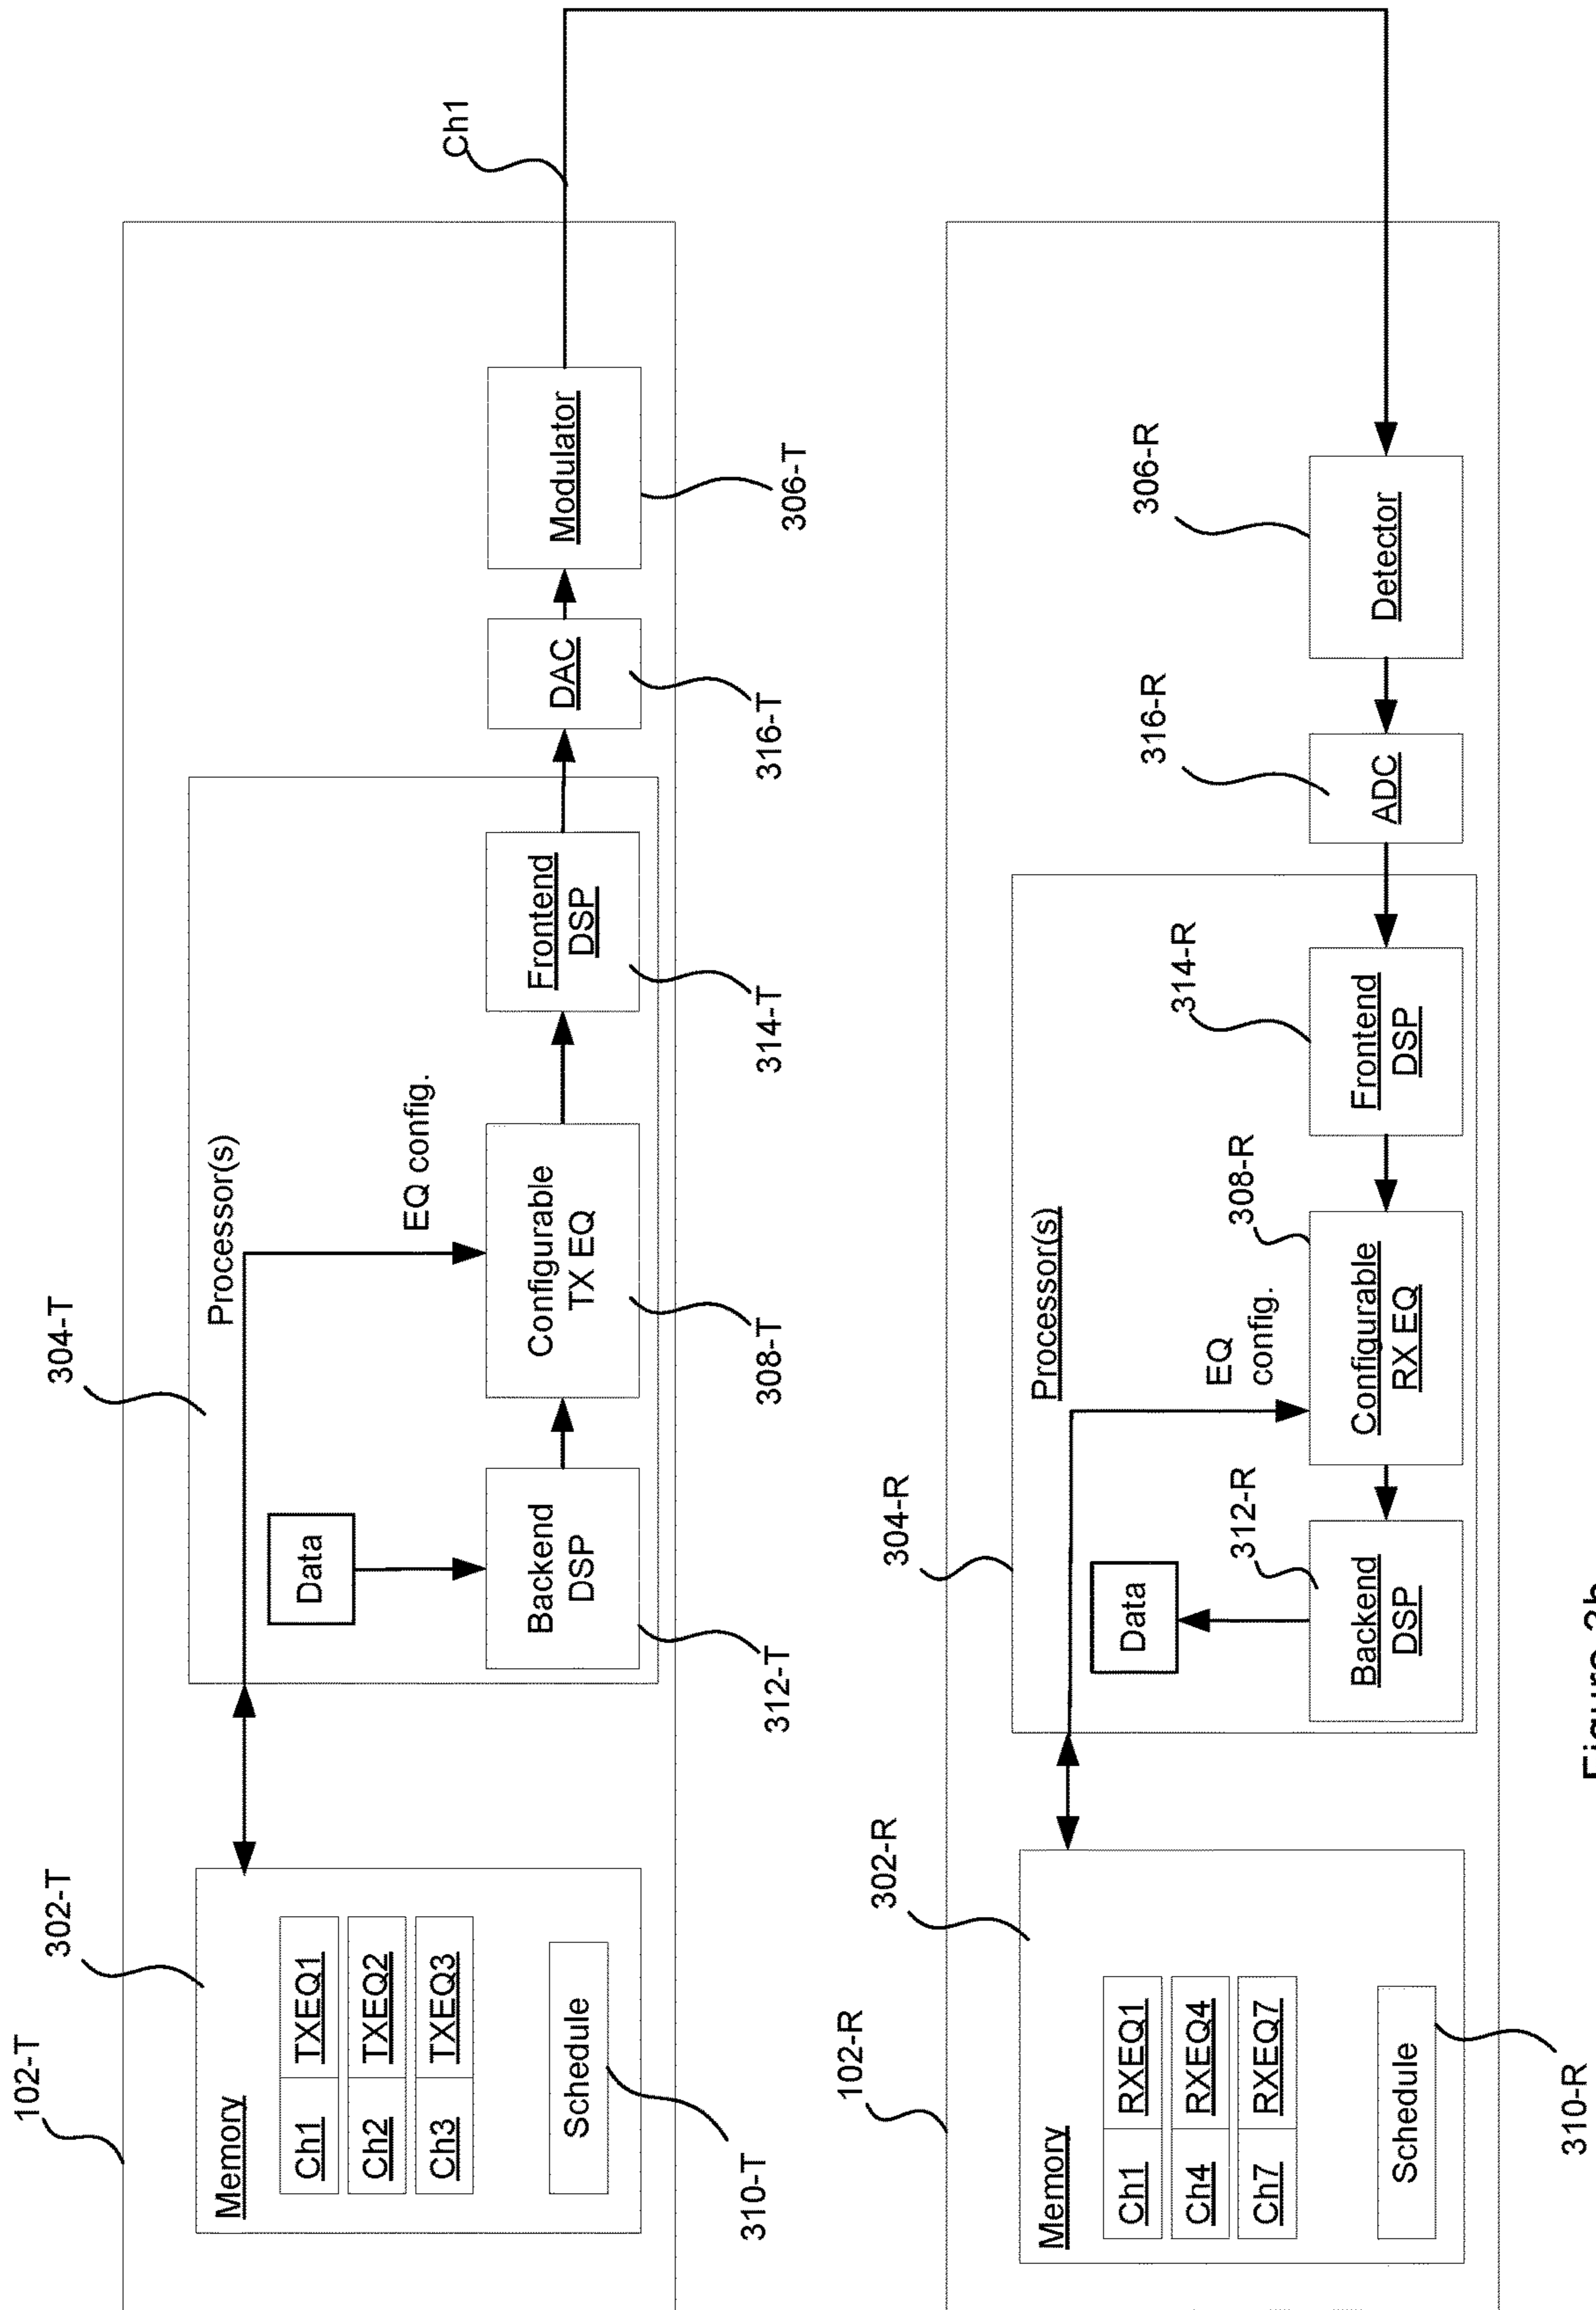 102-T
302-T
Memory
Ch1 TXEQ1
Ch2 TXEQ2
Ch3 TXEQ3
Schedule
310-T
304-T
Processor(s)
Data
EQ config.
Backend
DSP
312-T
Configurable
TX EQ
308-T
Frontend
DSP
314-T
DAC
316-T
Modulator
306-T
Ch1
102-R
302-R
Memory
Ch1 RXEQ1
Ch4 RXEQ4
Ch7 RXEQ7
Schedule
310-R
304-R
Processor(s)
Data
EQ
config.
312-R
Backend
DSP
308-R
Configurable
RX EQ
314-R
Frontend
DSP
316-R
ADC
306-R
Detector
Figure